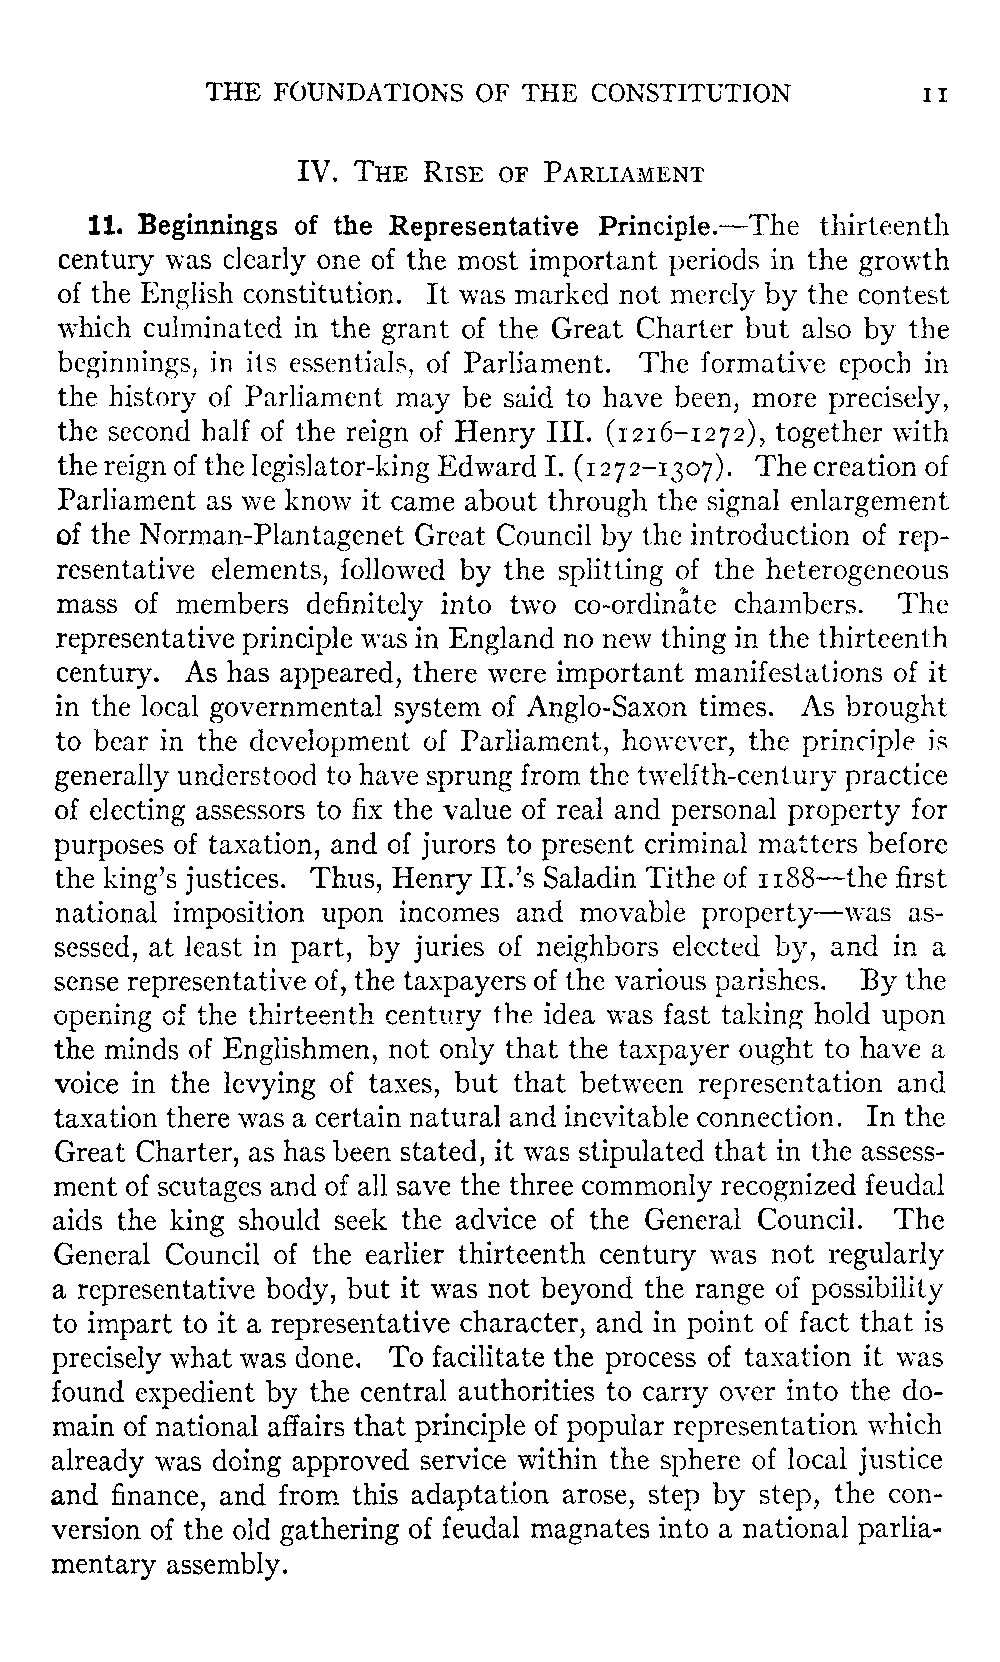 THE FOUNDATIONS OF THE CONSTITUTION 11
IV. THE RISE OF PARLIAMENT
11. Beginnings of the Representative Principle.—The thirteenth
century was clearly one of the most important periods in the growth
of the English constitution. It was marked not merely by the contest
which culminated in the grant of the Great Charter but also by the
beginnings, in its essentials, of Parliament. The formative epoch in
the history of Parliament may be said to have been, more precisely,
the second half of the reign of Henry III. (1216–1272), together with
the reign of the legislator-king Edward I. (1272–1307). The creation of
Parliament as we know it came about through the signal enlargement
of the Norman-Plantagenet Great Council by the introduction of rep-
resentative elements, followed by the splitting of the heterogeneous
mass of members definitely into two co-ordinate chambers. The
representative principle was in England no new thing in the thirteenth
century. As has appeared, there were important manifestations of it
in the local governmental system of Anglo-Saxon times. As brought
to bear in the development of Parliament, however, the principle is
generally understood to have sprung from the twelfth-century practice
of electing assessors to fix the value of real and personal property for
purposes of taxation, and of jurors to present criminal matters before
the king's justices. Thus, Henry II.'s Saladin Tithe of 1188—the first
national imposition upon incomes and movable property—was as-
sessed, at least in part, by juries of neighbors elected by, and in a
sense representative of, the taxpayers of the various parishes. By the
opening of the thirteenth century the idea was fast taking hold upon
the minds of Englishmen, not only that the taxpayer ought to have a
voice in the levying of taxes, but that between representation and
taxation there was a certain natural and inevitable connection. In the
Great Charter, as has been stated, it was stipulated that in the assess-
ment of scutages and of all save the three commonly recognized feudal
aids the king should seek the advice of the General Council. The
General Council of the earlier thirteenth century was not regularly
a representative body, but it was not beyond the range of possibility
to impart to it a representative character, and in point of fact that is
precisely what was done. To facilitate the process of taxation it was
found expedient by the central authorities to carry over into the do-
main of national affairs that principle of popular representation which
already was doing approved service within the sphere of local justice
and finance, and from this adaptation arose, step by step, the con-
version of the old gathering of feudal magnates into a national parlia-
mentary assembly.